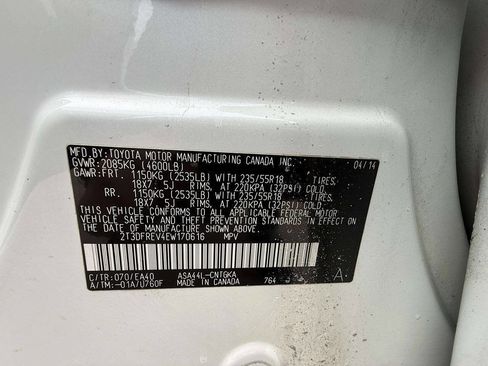 MFD.BY:TOYOTA MOTOR MANUFACTURING CANADA INC. 04/14
GVWR: 2085KG (4600LB)
GAWR:FRT. 1150KG (2535LB) WITH 235/55R18 TIRES,
18X7. 5J RIMS, AT 220KPA (32PSI) COLD
RR. 1150KG (2535LB) WITH 235/55R18 TIRES,
18X7. 5J RIMS, AT 220KPA (32PSI) COLD
THIS VEHICLE CONFORMS TO ALL APPLICABLE FEDERAL MOTOR
VEHICLE SAFETY AND THEFT PREVENTION STANDARDS IN EFFECT ON
THE DATE OF MANUFACTURE SHOWN ABOVE.
2T3DFREV4EW170616 MPV
C/TR:070/EA40 ASA44L-CNTGKA A
A/TM:-01A/U760F MADE IN CANADA 764